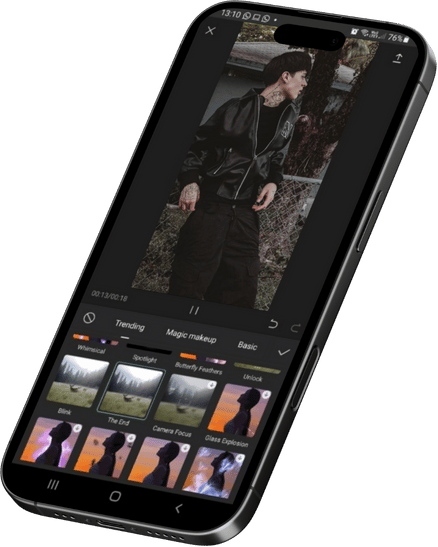 13:10
76%
00:13/00:18
Trending Magic makeup Basic
Whimsical Spotlight Butterfly Feathers Unlock
Blink The End Camera Focus Glass Explosion